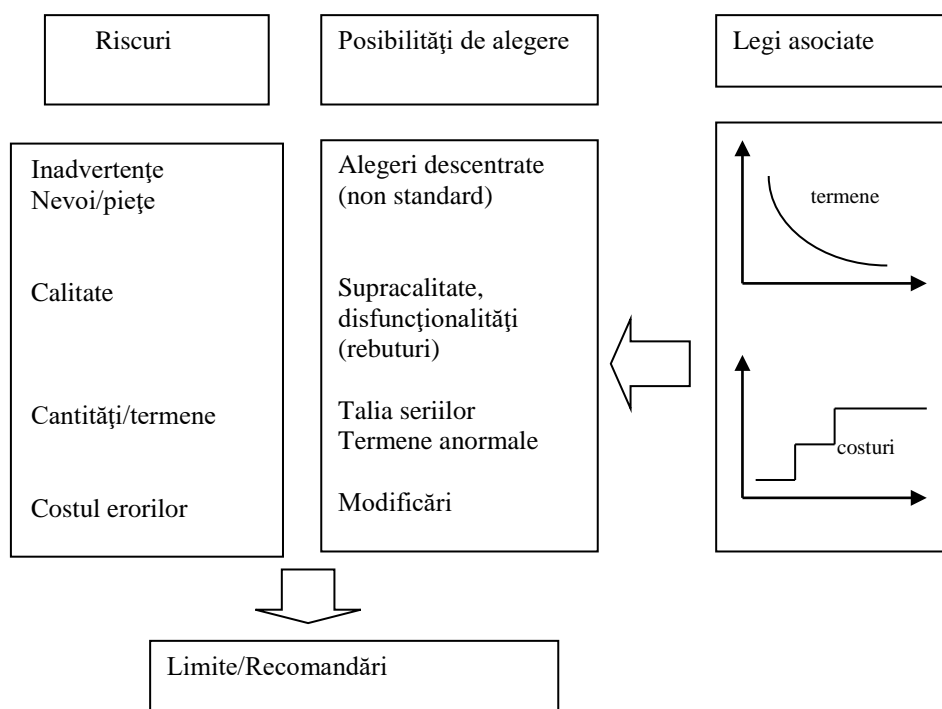 Riscuri
Posibilităţi de alegere
Legi asociate
Inadvertenţe
Nevoi/pieţe
Calitate
Cantităţi/termene
Costul erorilor
Alegeri descentrate
(non standard)
Supracalitate,
disfuncţionalităţi
(rebuturi)
Talia seriilor
Termene anormale
Modificări
termene
costuri
Limite/Recomandări